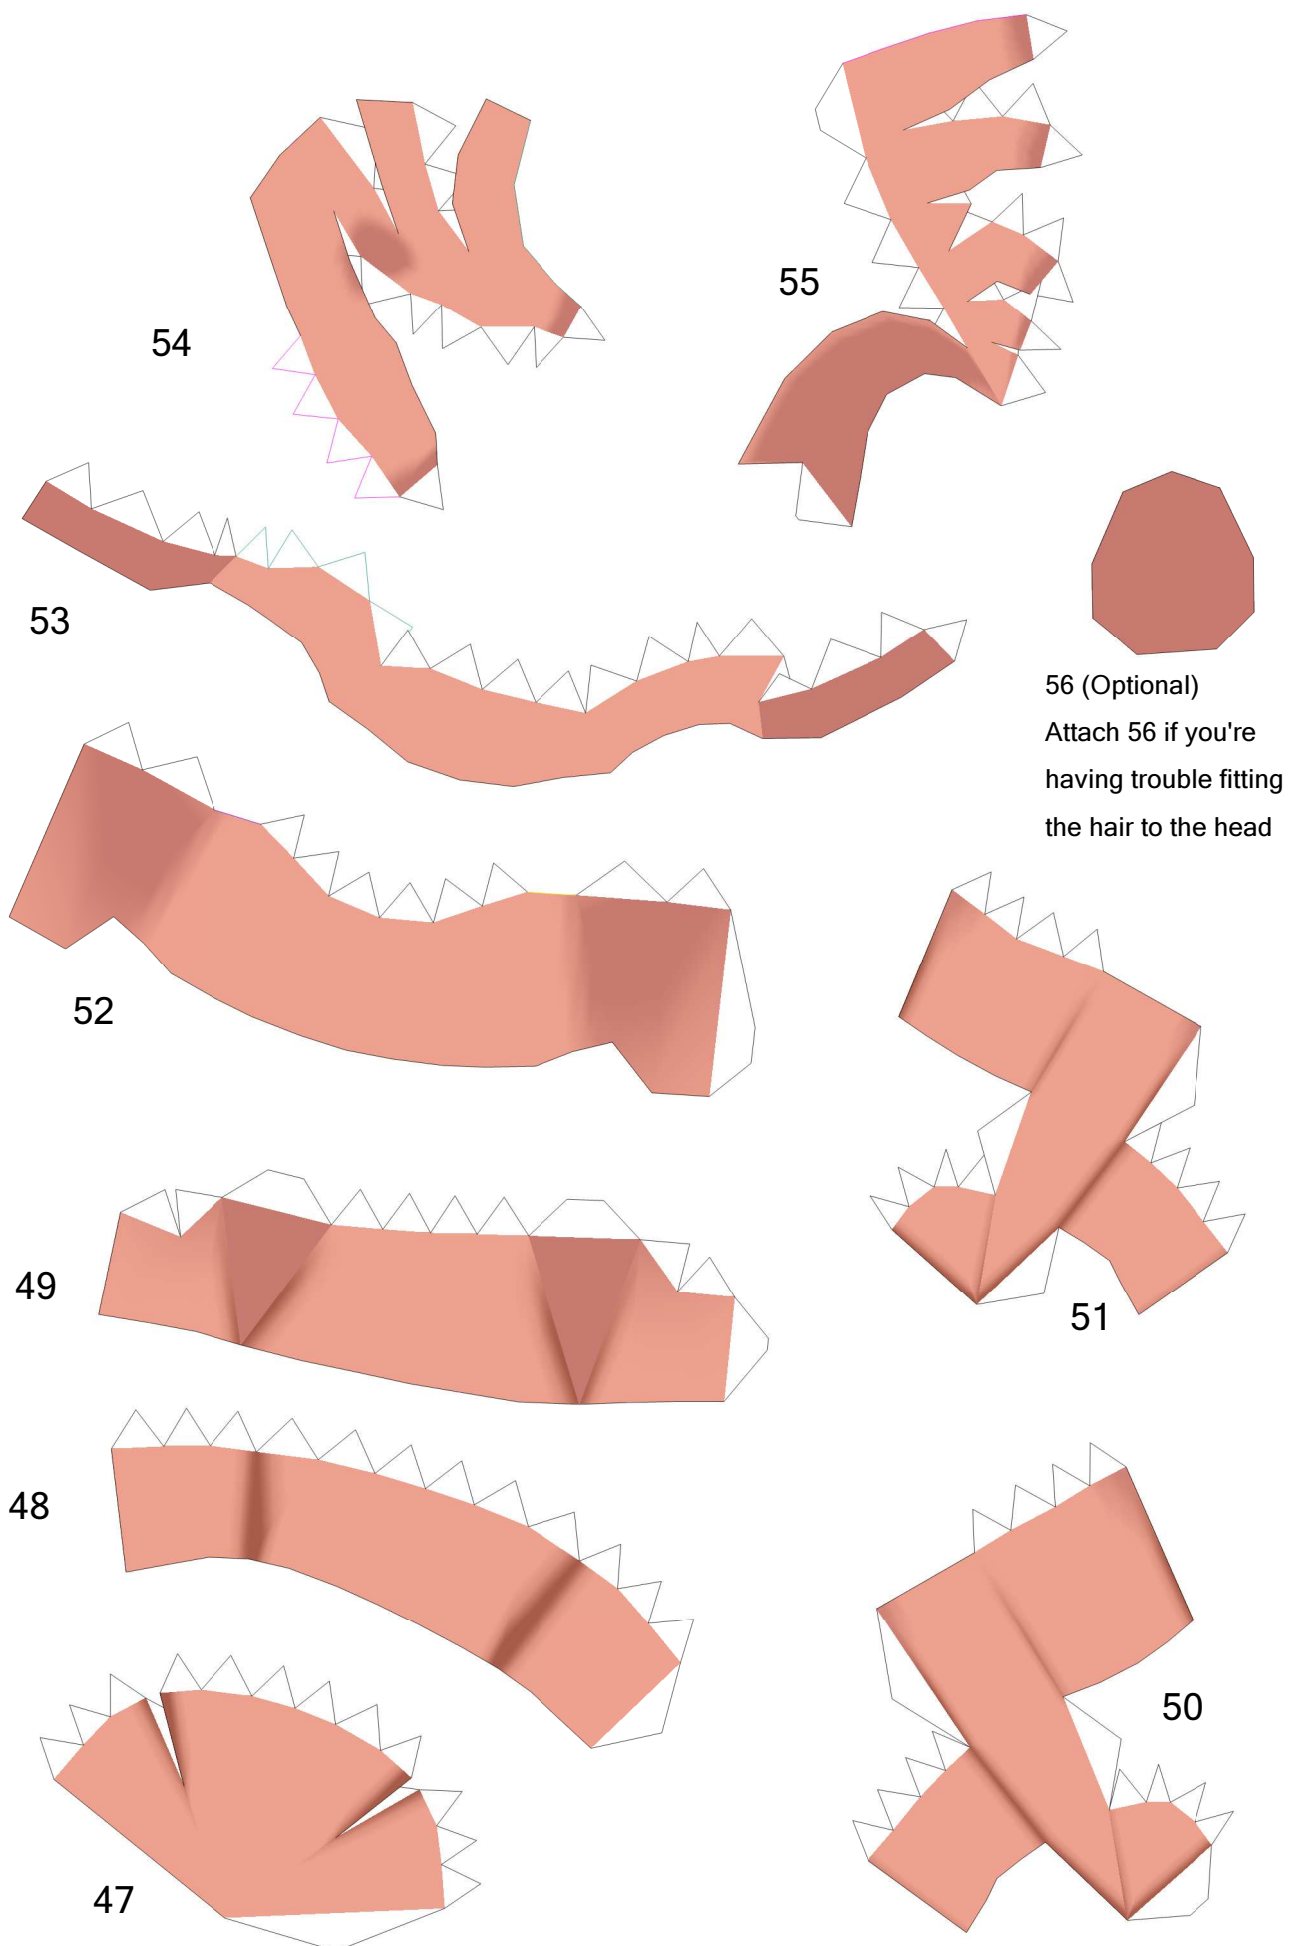 55
54
53
56 (Optional)
Attach 56 if you're
having trouble fitting
the hair to the head
52
49
51
48
50
47